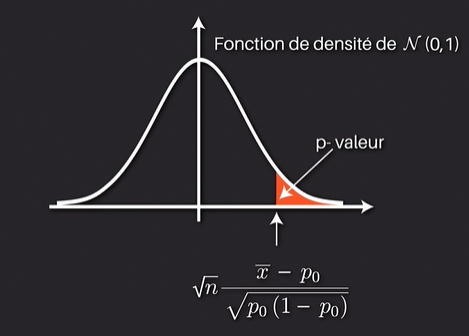 Fonction de densité de 𝒩 (0,1)
p-valeur
√n (x̄ − p₀) / √(p₀ (1 − p₀))